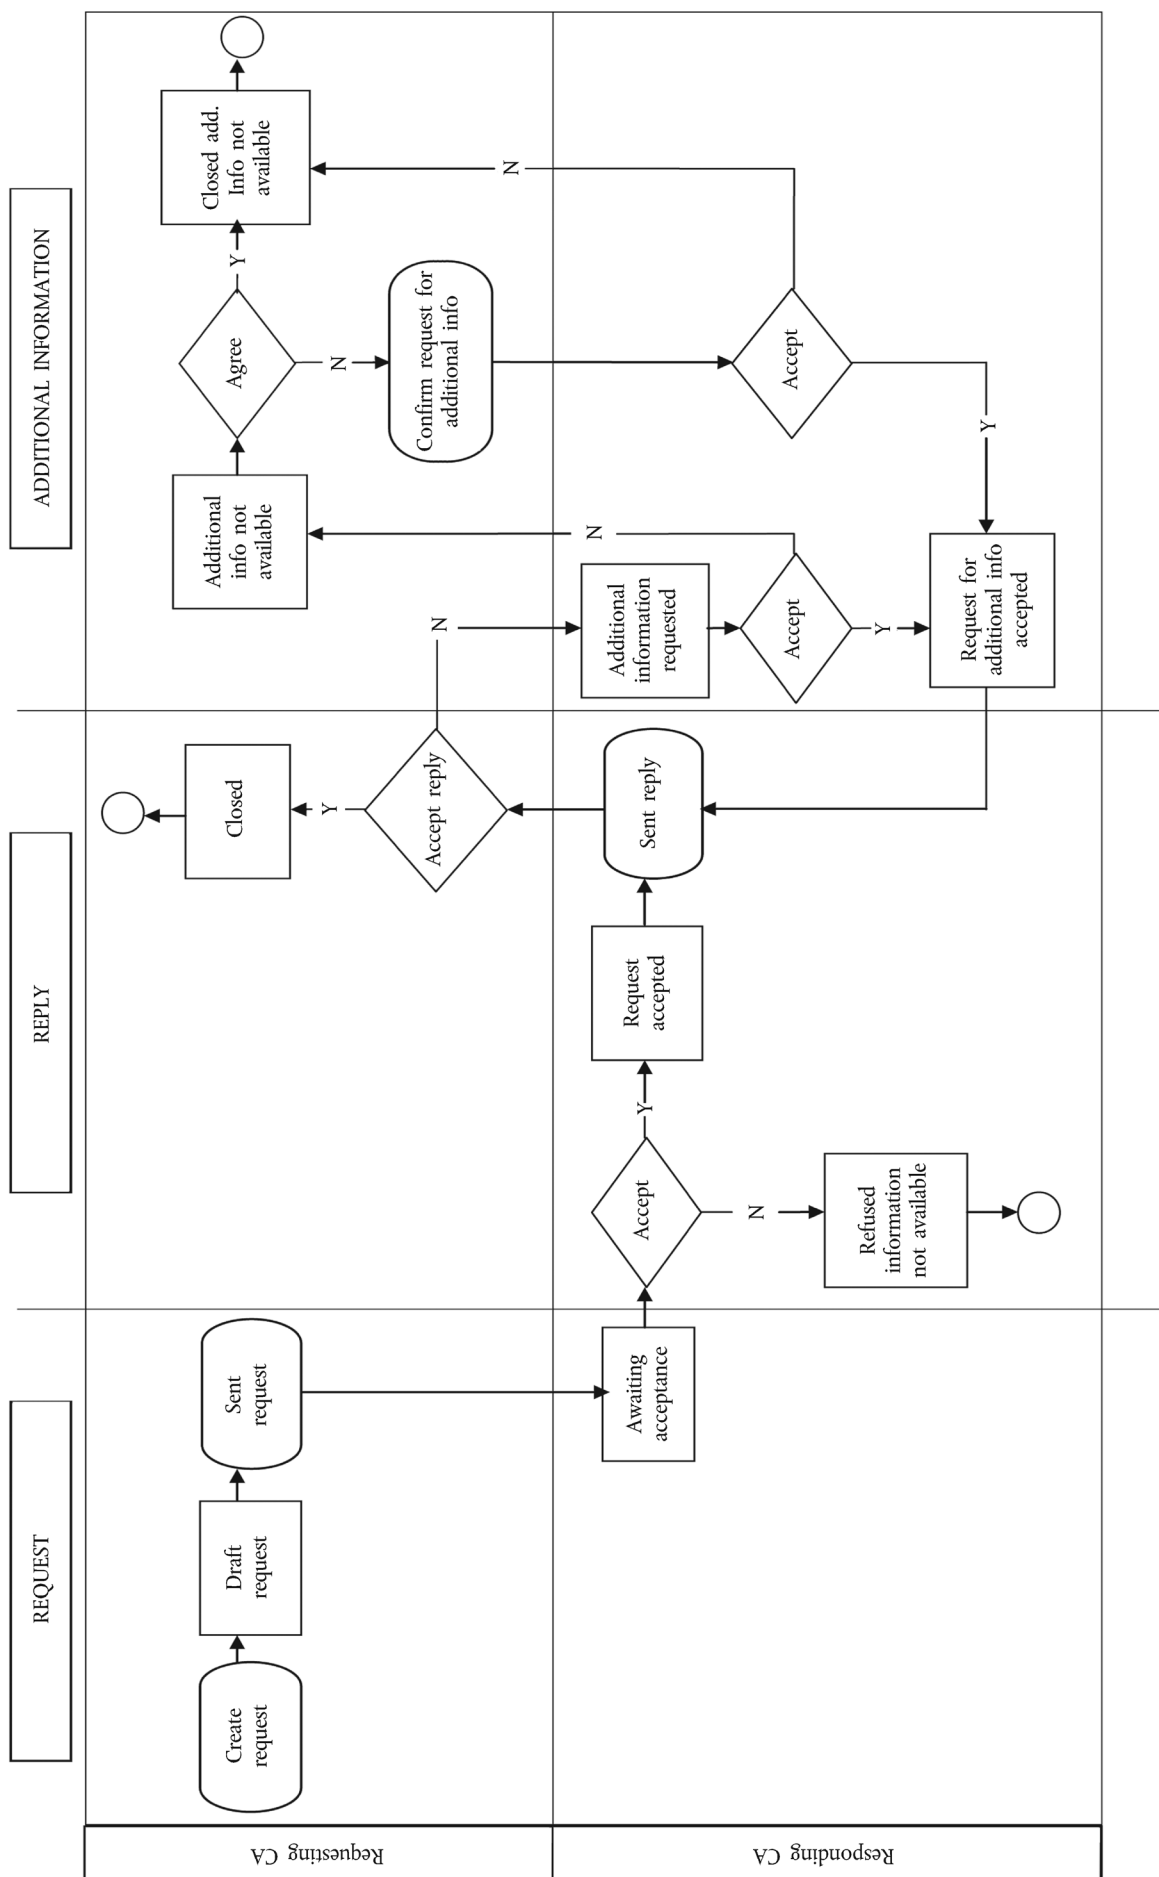 REQUEST
REPLY
ADDITIONAL INFORMATION
Requesting CA
Create
request
Draft
request
Sent
request
Closed
Y
Accept reply
N
Additional
info not
available
Agree
Y
N
Closed add.
Info not
available
Confirm request for
additional info
Responding CA
Awaiting
acceptance
Accept
Y
N
Refused
information
not available
Request
accepted
Sent reply
Additional
information
requested
Accept
N
Y
Request for
additional info
accepted
Accept
N
Y